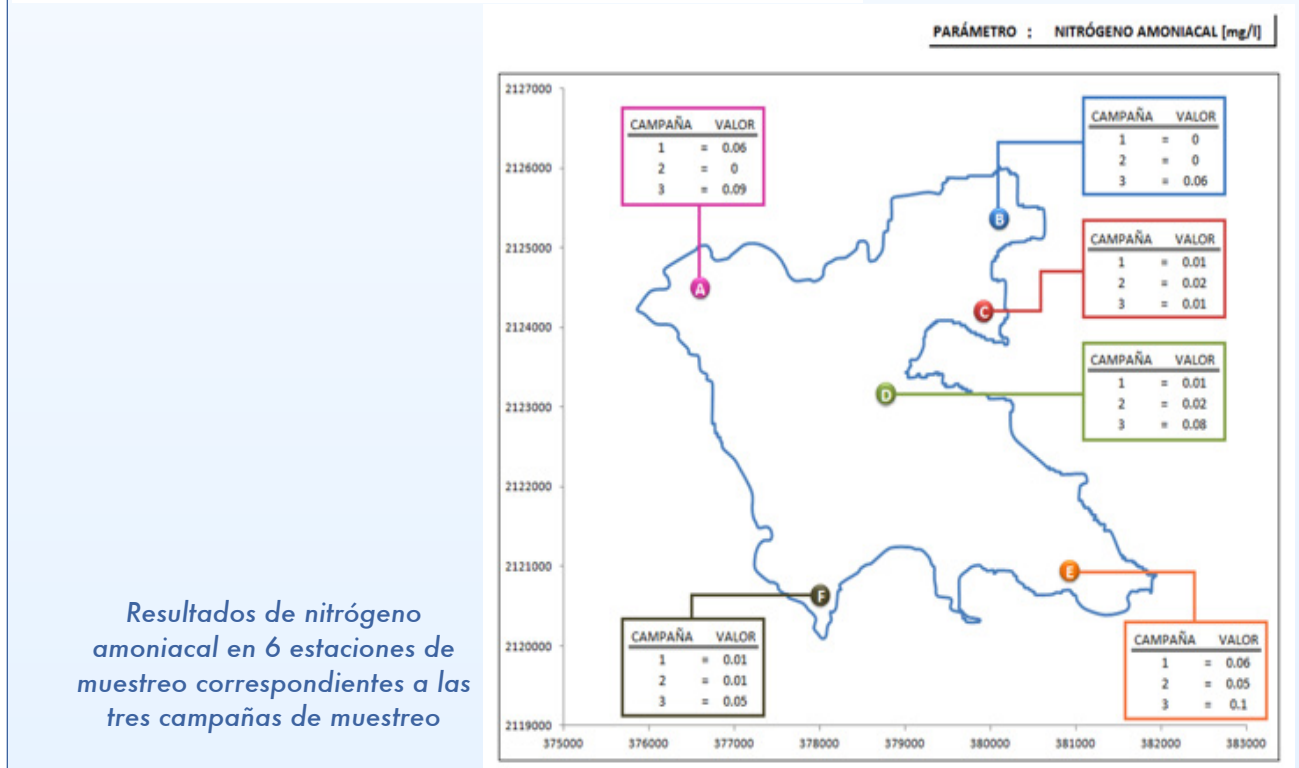 PARÁMETRO : NITRÓGENO AMONIACAL [mg/l]
2127000
2126000
2125000
2124000
2123000
2122000
2121000
2120000
2119000
375000 376000 377000 378000 379000 380000 381000 382000 383000
CAMPAÑA VALOR
1 = 0.06
2 = 0
3 = 0.09
A
CAMPAÑA VALOR
1 = 0
2 = 0
3 = 0.06
B
CAMPAÑA VALOR
1 = 0.01
2 = 0.02
3 = 0.01
C
CAMPAÑA VALOR
1 = 0.01
2 = 0.02
3 = 0.08
D
CAMPAÑA VALOR
1 = 0.06
2 = 0.05
3 = 0.1
E
CAMPAÑA VALOR
1 = 0.01
2 = 0.01
3 = 0.05
F
Resultados de nitrógeno
amoniacal en 6 estaciones de
muestreo correspondientes a las
tres campañas de muestreo